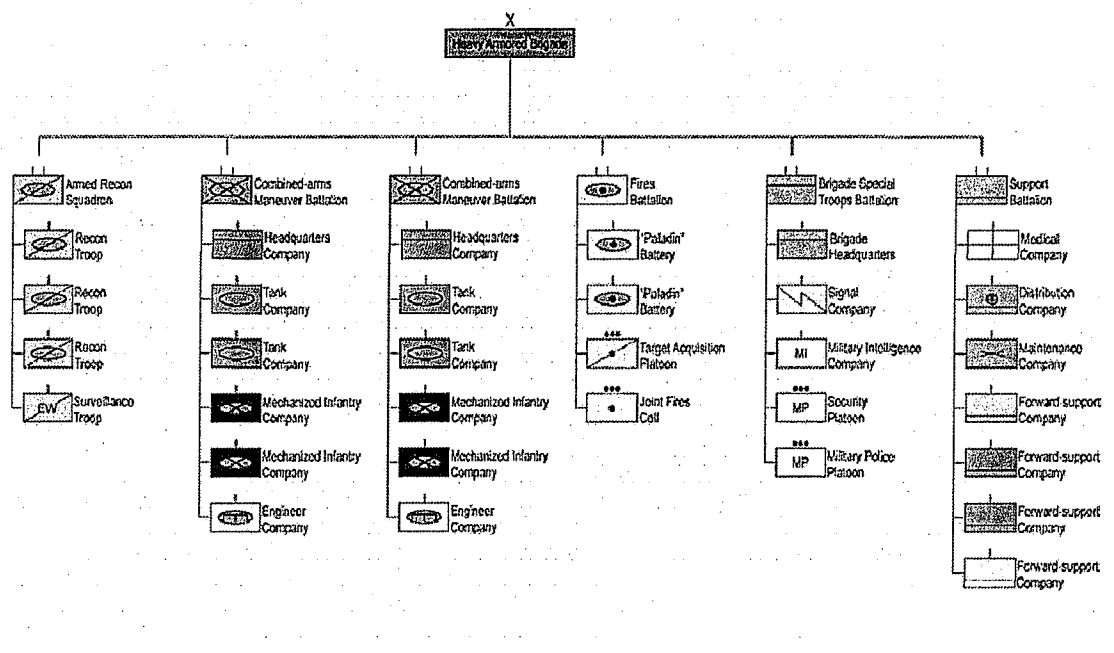 X
Heavy Armored Brigade
Armed Recon
Squadron
Recon
Troop
Recon
Troop
Recon
Troop
EW
Surveillance
Troop
Combined-arms
Maneuver Battalion
Headquarters
Company
Tank
Company
Tank
Company
Mechanized Infantry
Company
Mechanized Infantry
Company
Engineer
Company
Combined-arms
Maneuver Battalion
Headquarters
Company
Tank
Company
Tank
Company
Mechanized Infantry
Company
Mechanized Infantry
Company
Engineer
Company
Fires
Battalion
"Paladin"
Battery
"Paladin"
Battery
Target Acquisition
Platoon
Joint Fires
Cell
Brigade Special
Troops Battalion
Brigade
Headquarters
Signal
Company
MI
Military Intelligence
Company
MP
Security
Platoon
MP
Military Police
Platoon
Support
Battalion
Medical
Company
Distribution
Company
Maintenance
Company
Forward-support
Company
Forward-support
Company
Forward-support
Company
Forward-support
Company